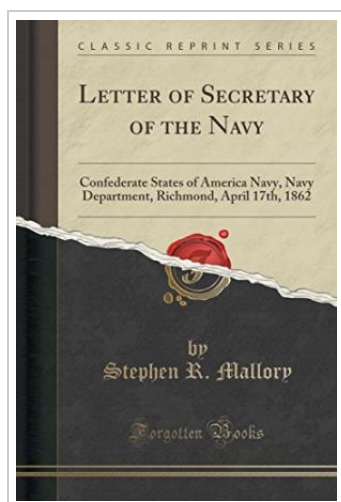 CLASSIC REPRINT SERIES
LETTER OF SECRETARY
OF THE NAVY
Confederate States of America Navy, Navy
Department, Richmond, April 17th, 1862
by
Stephen R. Mallory
Forgotten Books